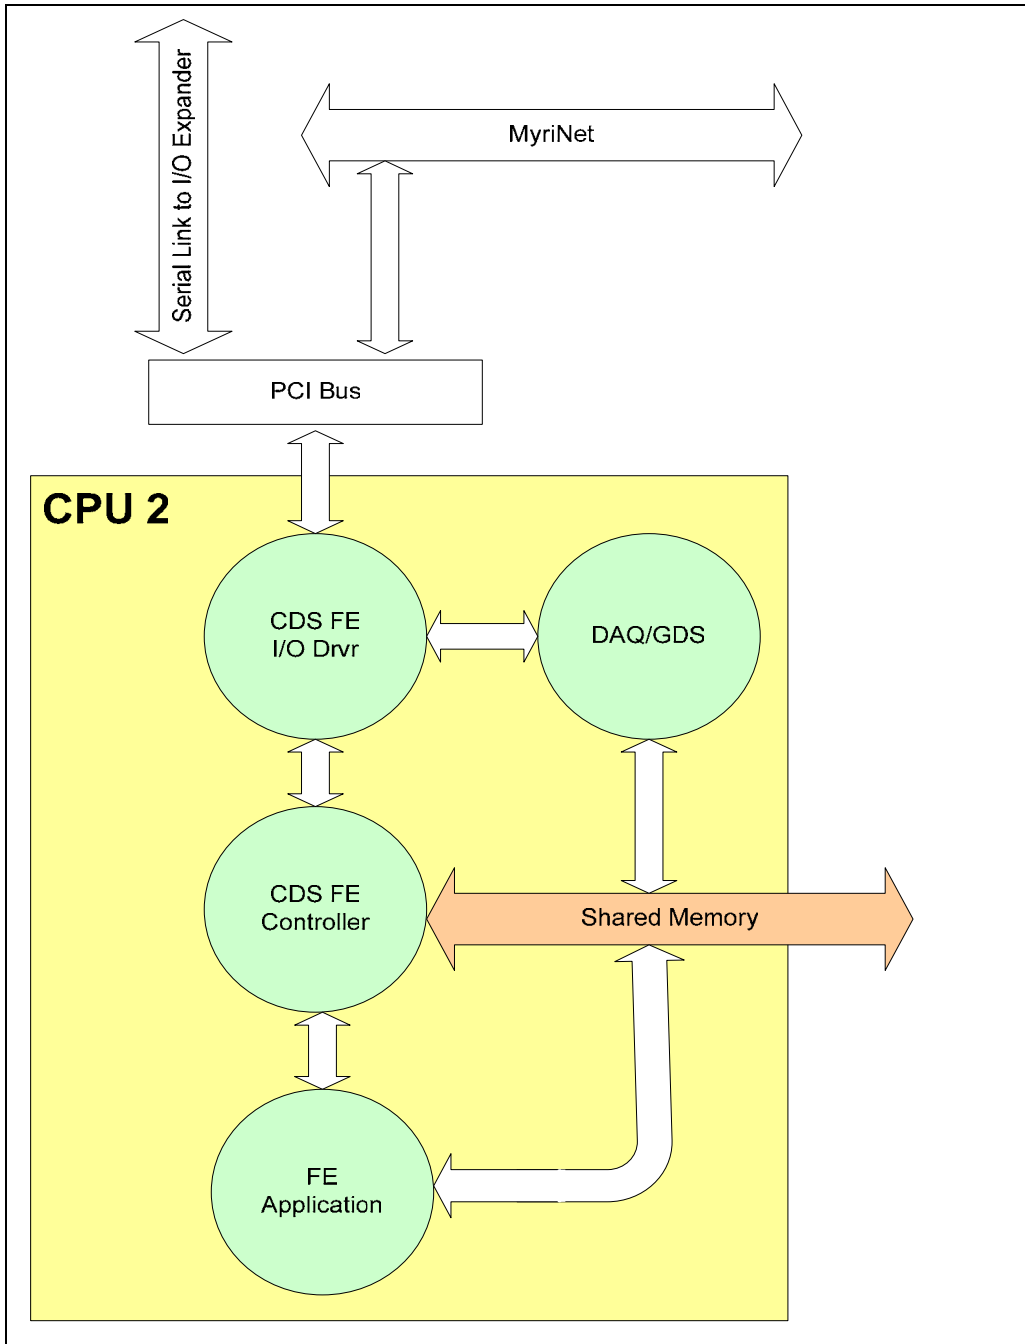 Serial Link to I/O Expander
MyriNet
PCI Bus
CPU 2
CDS FE
I/O Drvr
DAQ/GDS
CDS FE
Controller
Shared Memory
FE
Application